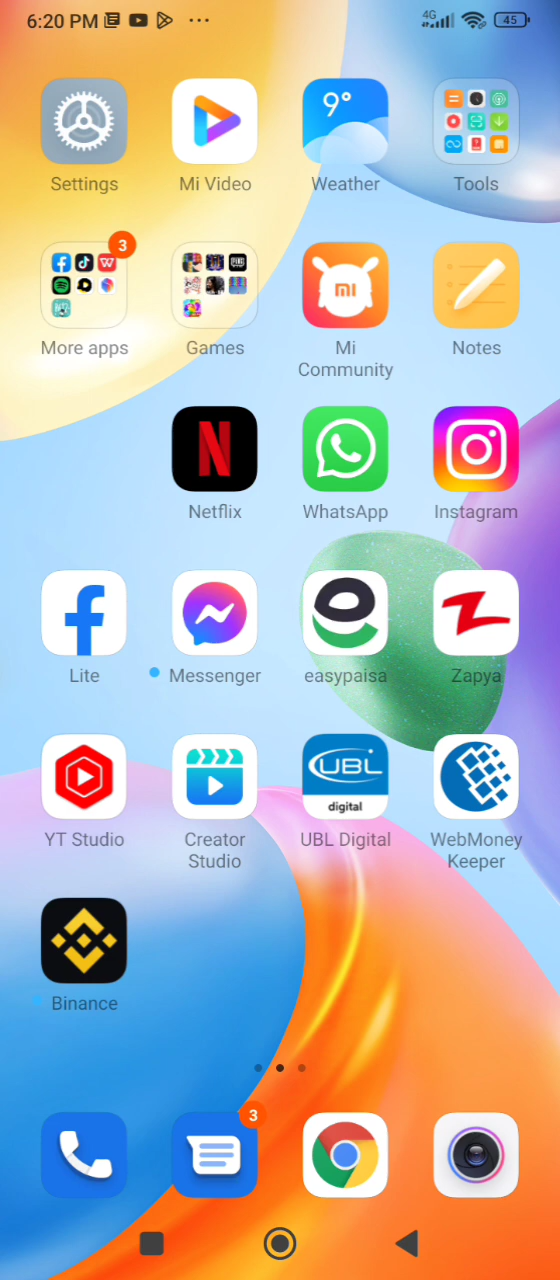 6:20 PM
4G
45
9°
Settings
Mi Video
Weather
Tools
3
More apps
Games
Mi
Community
Notes
N
Netflix
WhatsApp
Instagram
Lite
Messenger
easypaisa
Zapya
UBL
digital
YT Studio
Creator
Studio
UBL Digital
WebMoney
Keeper
Binance
3